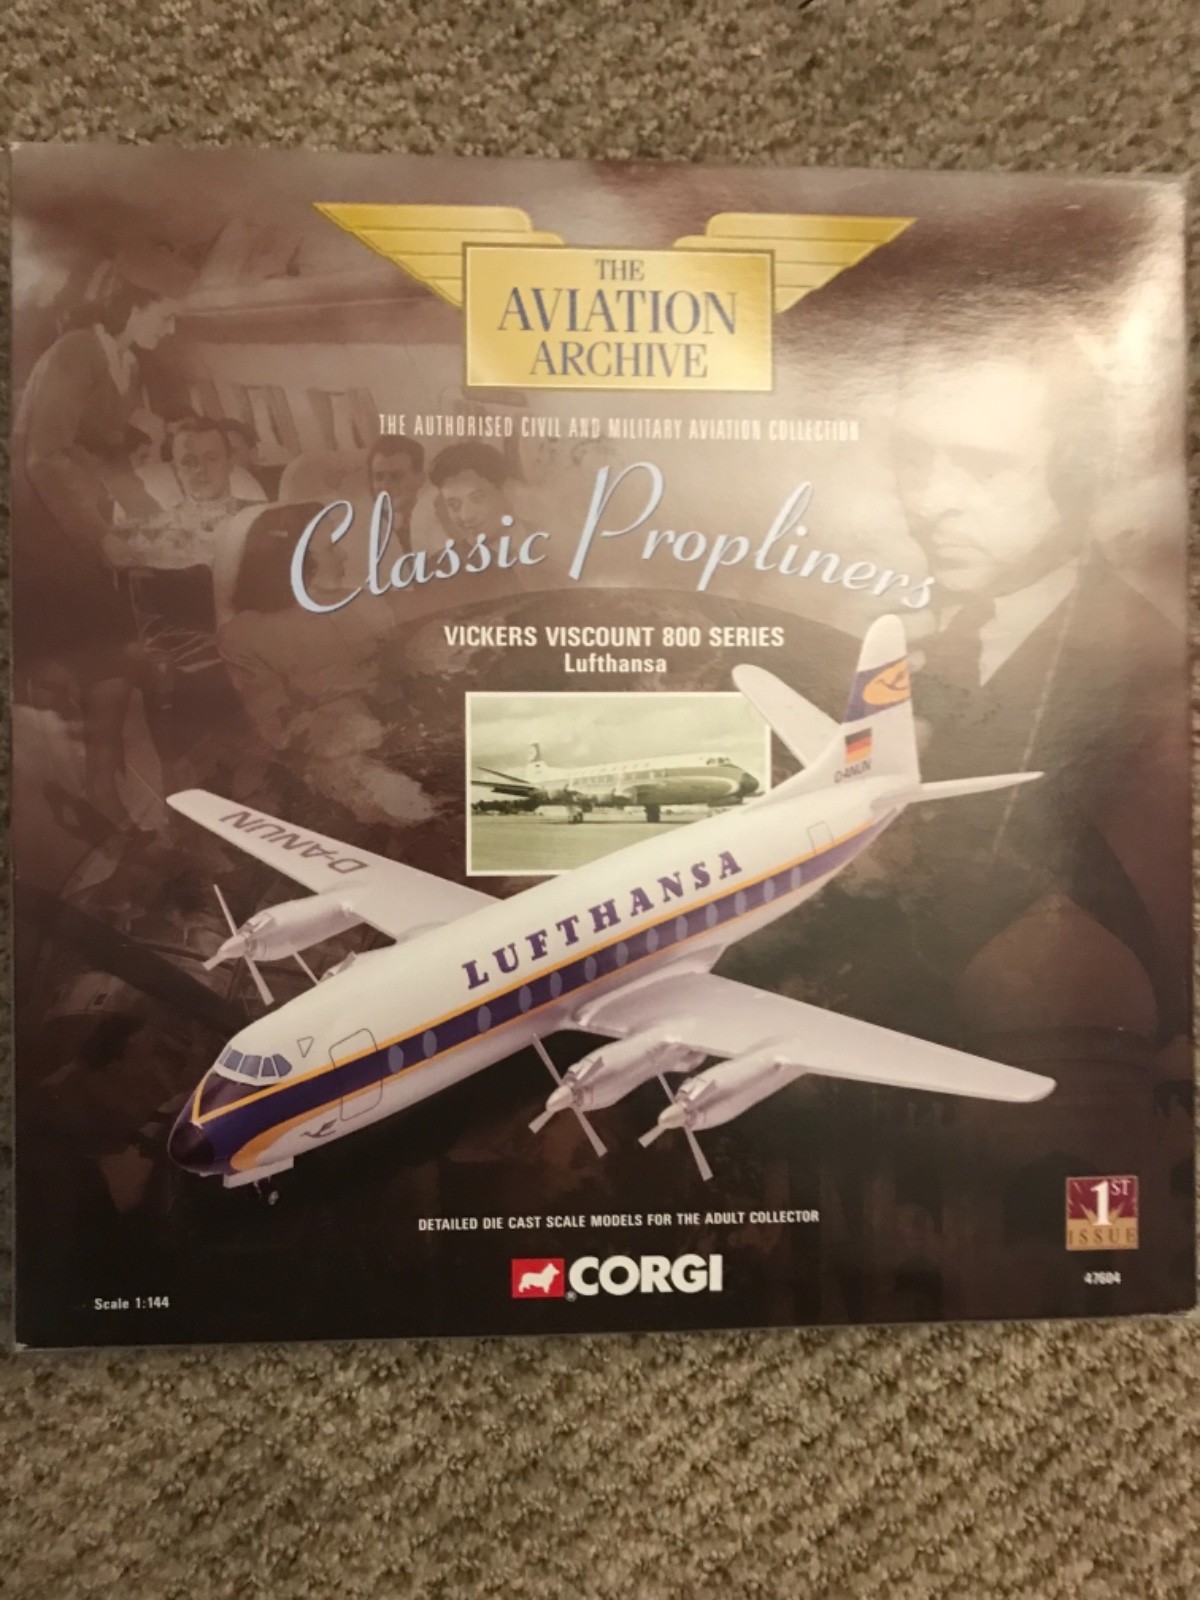 THE
AVIATION
ARCHIVE
THE AUTHORISED CIVIL AND MILITARY AVIATION COLLECTION
Classic Propliners
VICKERS VISCOUNT 800 SERIES
Lufthansa
D-ANUN
D-ANUN
LUFTHANSA
DETAILED DIE CAST SCALE MODELS FOR THE ADULT COLLECTOR
CORGI
®
1ST
ISSUE
47604
Scale 1:144